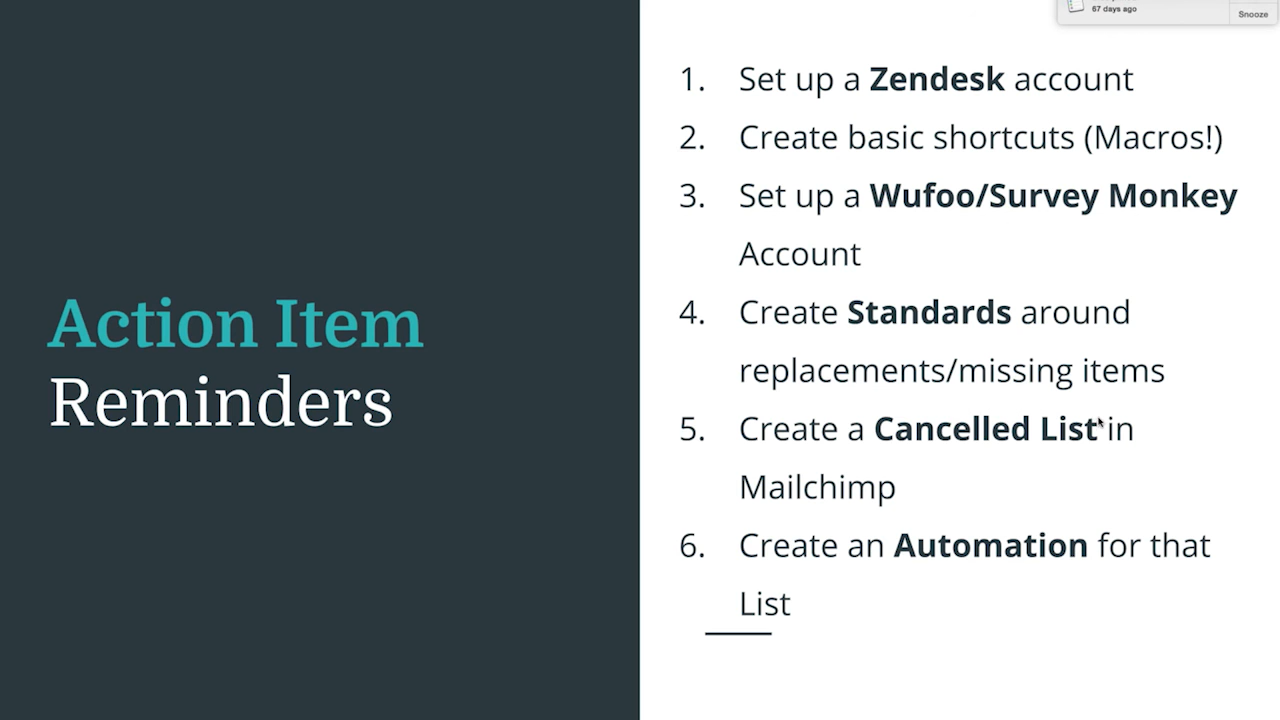 67 days ago
Snooze
1. Set up a Zendesk account
2. Create basic shortcuts (Macros!)
3. Set up a Wufoo/Survey Monkey
Account
4. Create Standards around
replacements/missing items
5. Create a Cancelled List in
Mailchimp
6. Create an Automation for that
List
Action Item
Reminders